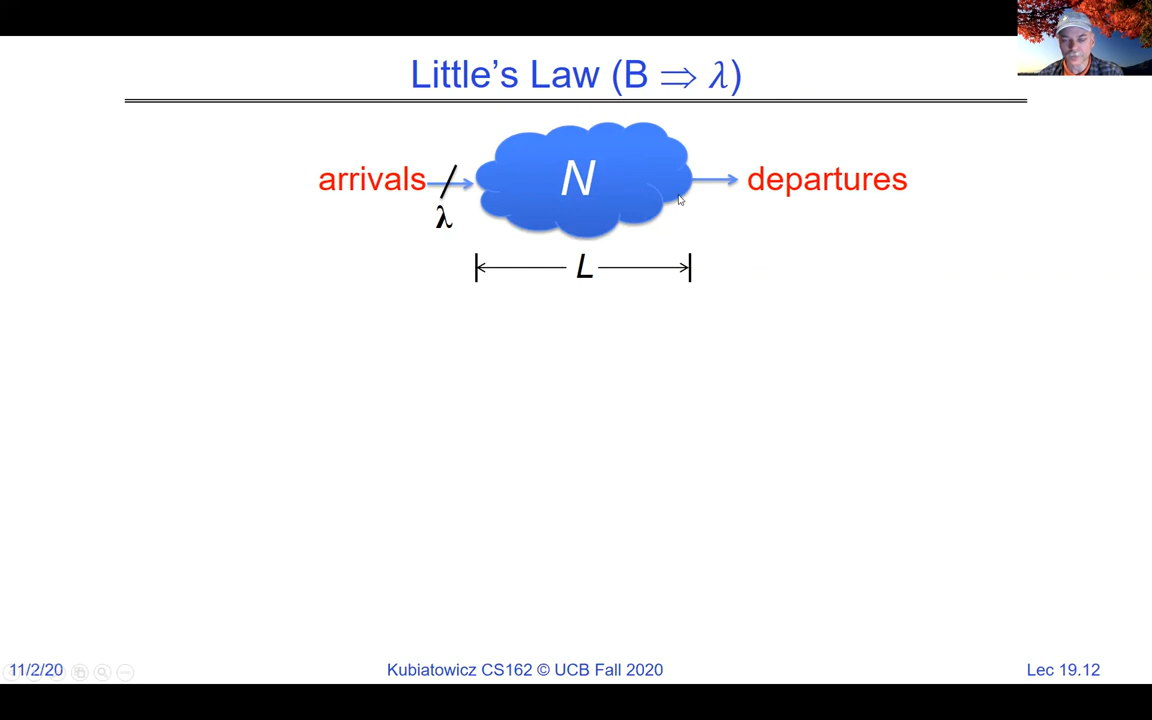 Little's Law (B ⇒ λ)
arrivals
N
departures
λ
L
11/2/20
Kubiatowicz CS162 © UCB Fall 2020
Lec 19.12